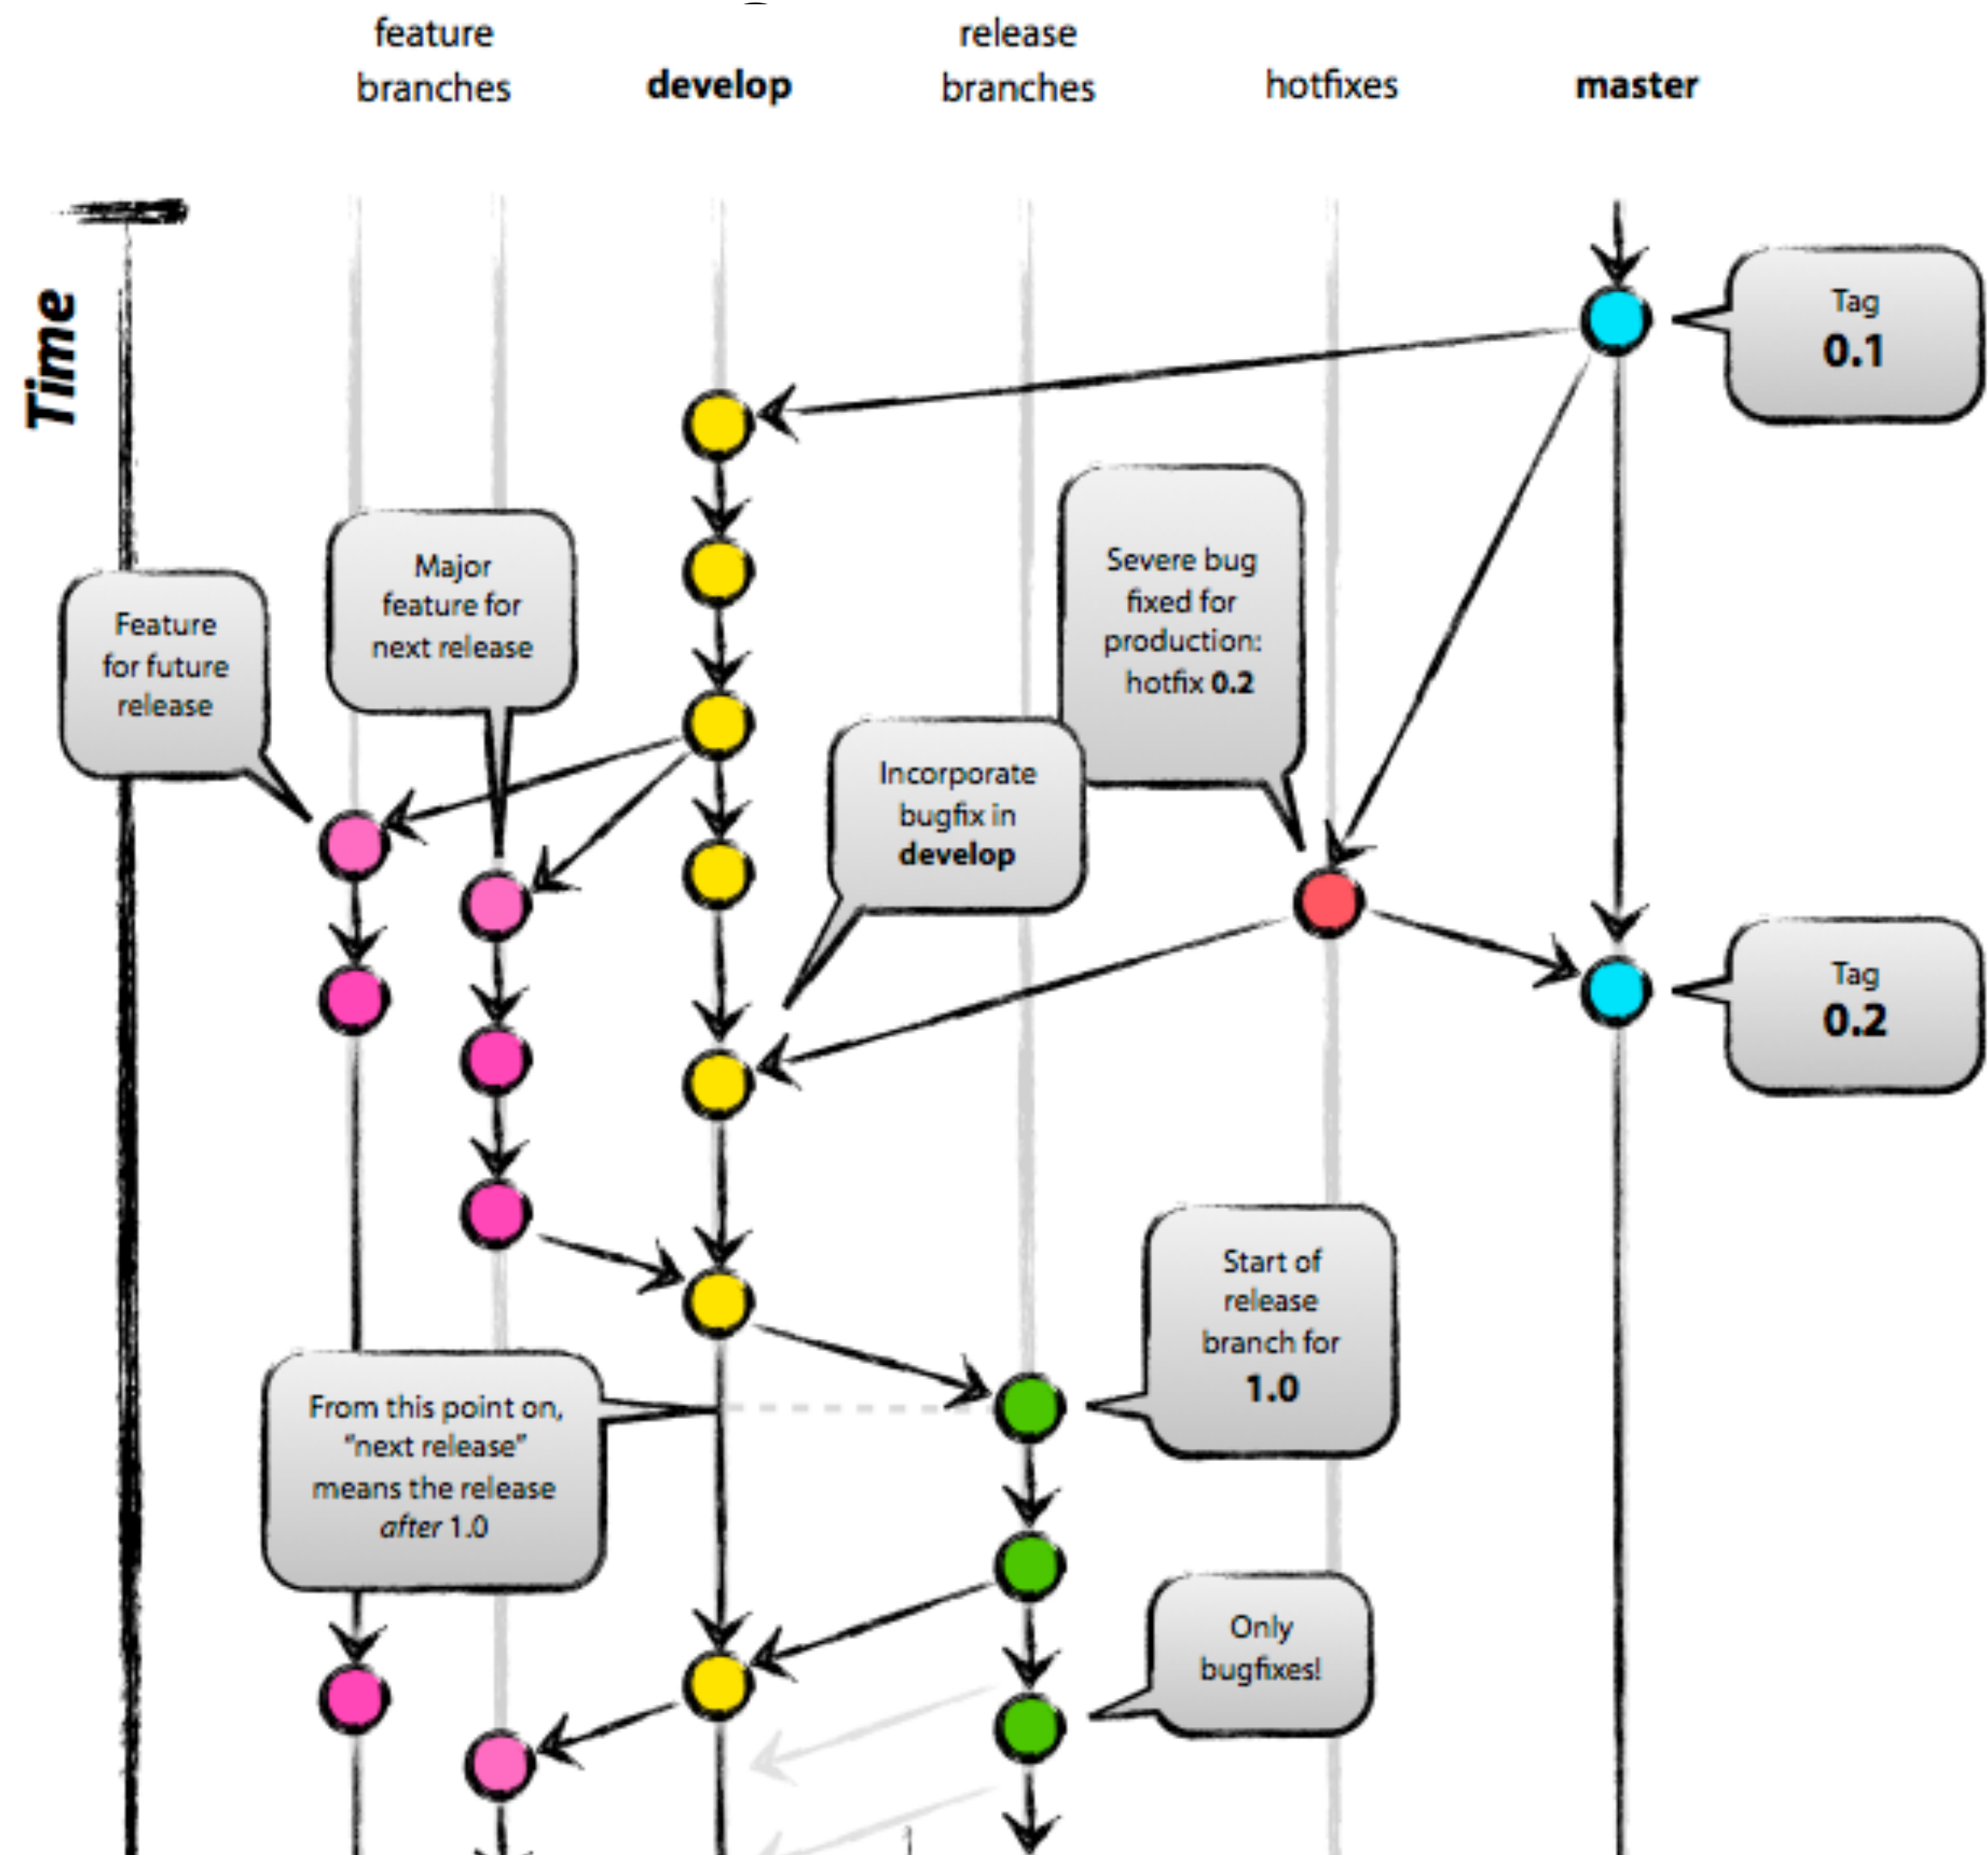 feature
branches
develop
release
branches
hotfixes
master
Time
Tag
0.1
Major
feature for
next release
Feature
for future
release
Severe bug
fixed for
production:
hotfix 0.2
Incorporate
bugfix in
develop
Tag
0.2
Start of
release
branch for
1.0
From this point on,
“next release”
means the release
after 1.0
Only
bugfixes!